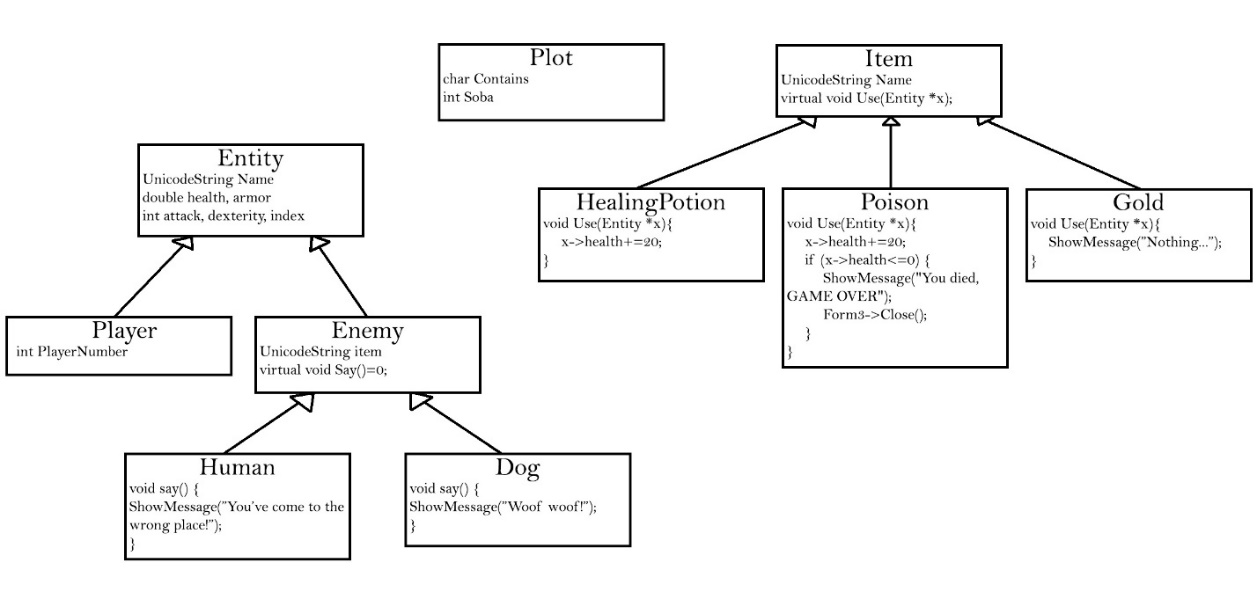 Plot
char Contains
int Soba
Item
UnicodeString Name
virtual void Use(Entity *x);
Entity
UnicodeString Name
double health, armor
int attack, dexterity, index
HealingPotion
void Use(Entity *x){
x->health+=20;
}
Poison
void Use(Entity *x){
x->health+=20;
if (x->health<=0) {
ShowMessage("You died,
GAME OVER");
Form3->Close();
}
}
Gold
void Use(Entity *x){
ShowMessage("Nothing...");
}
Player
int PlayerNumber
Enemy
UnicodeString item
virtual void Say()=0;
Human
void say() {
ShowMessage("You've come to the
wrong place!");
}
Dog
void say() {
ShowMessage("Woof woof!");
}